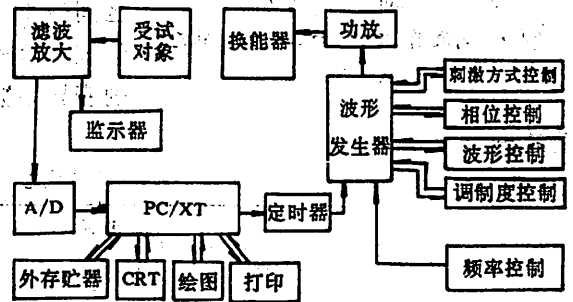 滤波
放大
受试
对象
换能器
功放
监示器
波形
发生器
刺激方式控制
相位控制
波形控制
调制度控制
A/D
PC/XT
定时器
频率控制
外存贮器
CRT
绘图
打印